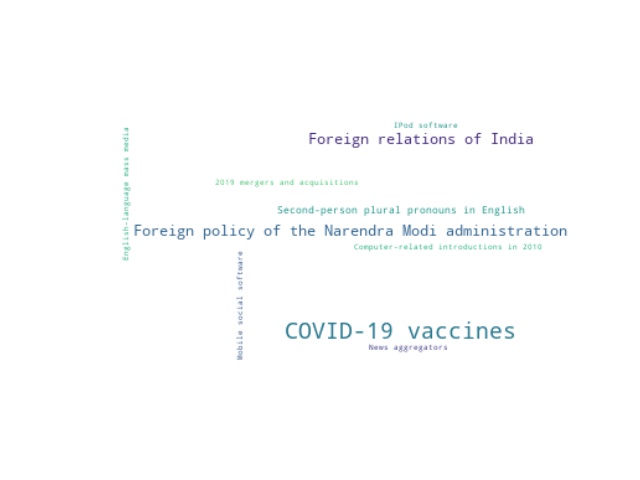 IPod software
Foreign relations of India
English-language mass media
2019 mergers and acquisitions
Second-person plural pronouns in English
Foreign policy of the Narendra Modi administration
Computer-related introductions in 2010
Mobile social software
COVID-19 vaccines
News aggregators